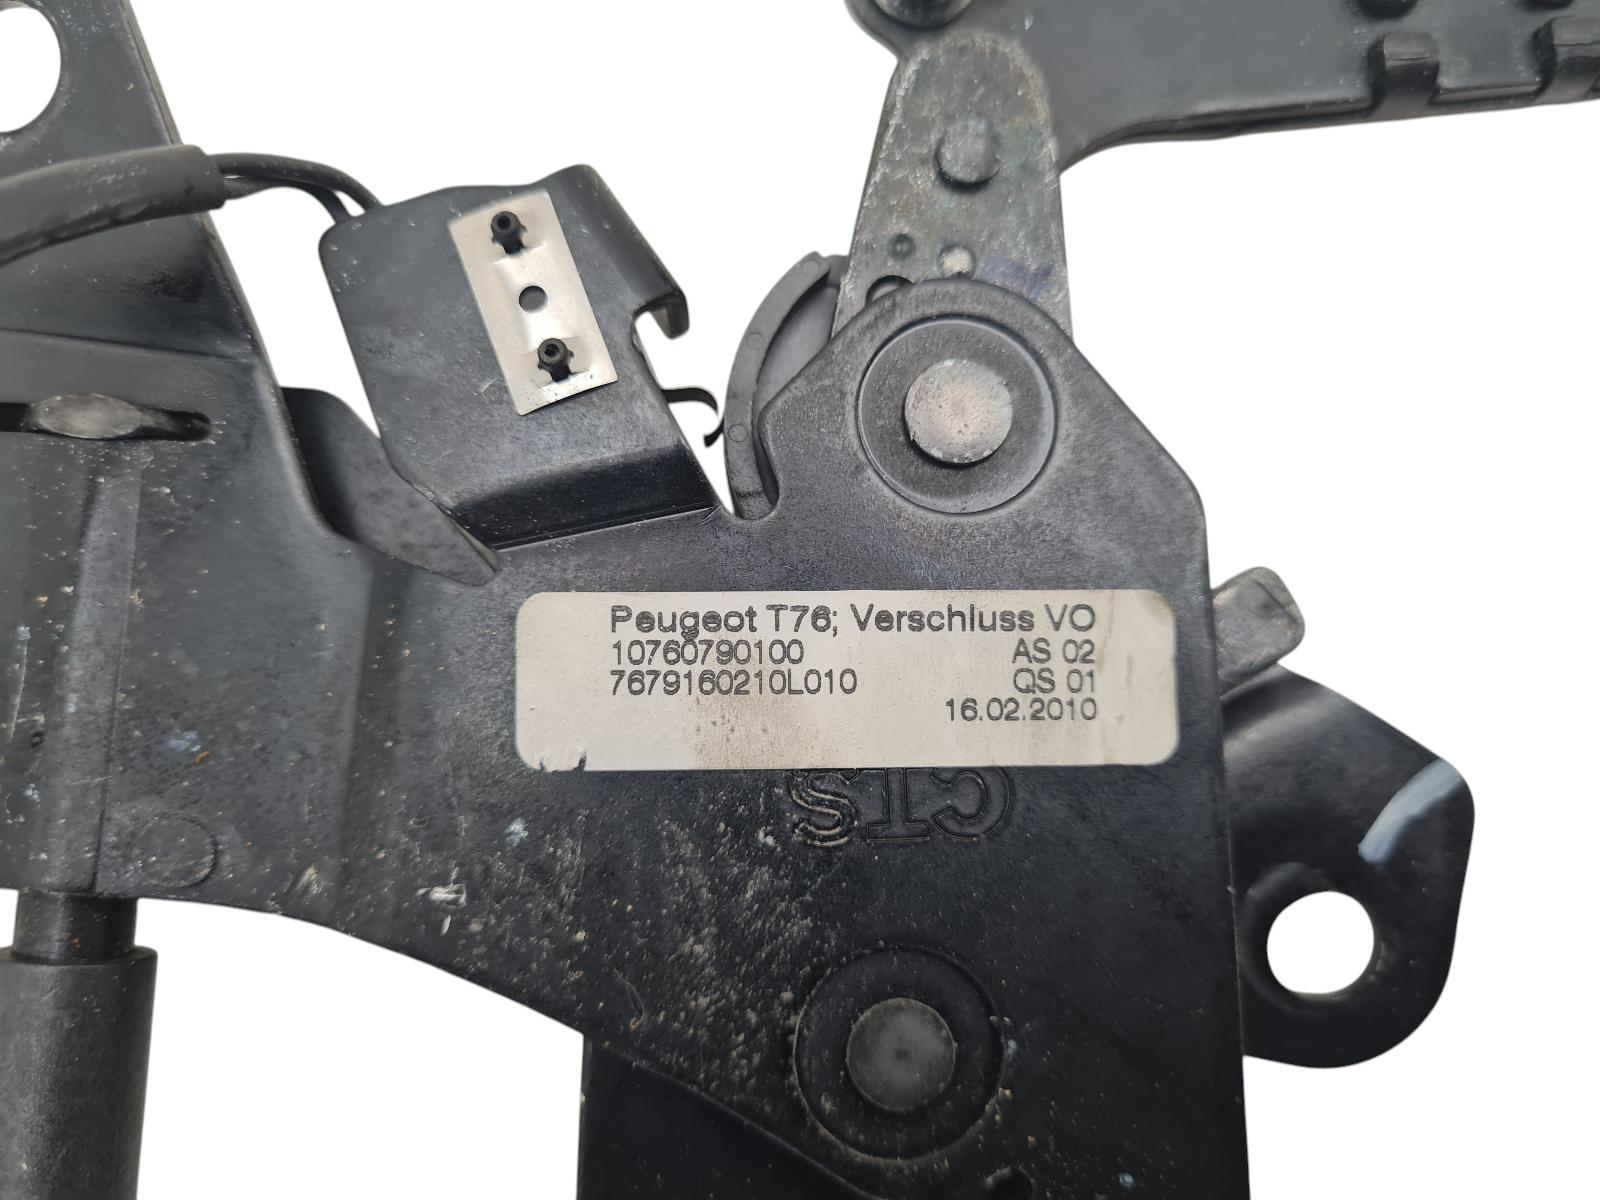 Peugeot T76; Verschluss VO
10760790100 AS 02
7679160210L010 QS 01
16.02.2010
CTS